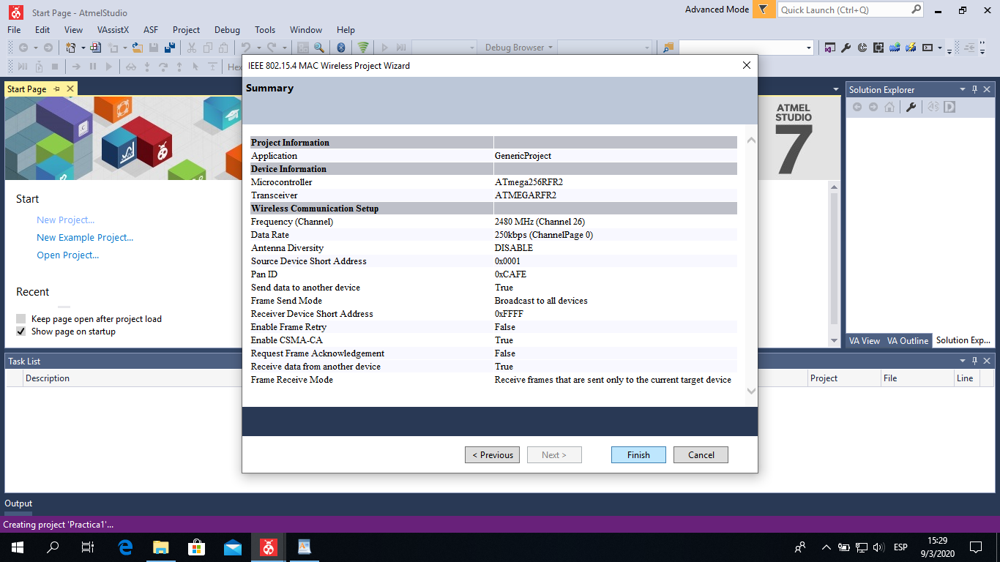 Start Page - AtmelStudio
Advanced Mode
Quick Launch (Ctrl+Q)
File Edit View VAssistX ASF Project Debug Tools Window Help
Debug Browser
Hex
IEEE 802.15.4 MAC Wireless Project Wizard
Summary
Start Page
Solution Explorer
ATMEL
STUDIO
7
Project Information
Application GenericProject
Device Information
Microcontroller ATmega256RFR2
Transceiver ATMEGARFR2
Wireless Communication Setup
Frequency (Channel) 2480 MHz (Channel 26)
Data Rate 250kbps (ChannelPage 0)
Antenna Diversity DISABLE
Source Device Short Address 0x0001
Pan ID 0xCAFE
Send data to another device True
Frame Send Mode Broadcast to all devices
Receiver Device Short Address 0xFFFF
Enable Frame Retry False
Enable CSMA-CA True
Request Frame Acknowledgement False
Receive data from another device True
Frame Receive Mode Receive frames that are sent only to the current target device
Start
New Project...
New Example Project...
Open Project...
Recent
Keep page open after project load
Show page on startup
VA View VA Outline Solution Exp...
Task List
Description Project File Line
< Previous Next > Finish Cancel
Output
Creating project 'Practica1'...
ESP
15:29
9/3/2020